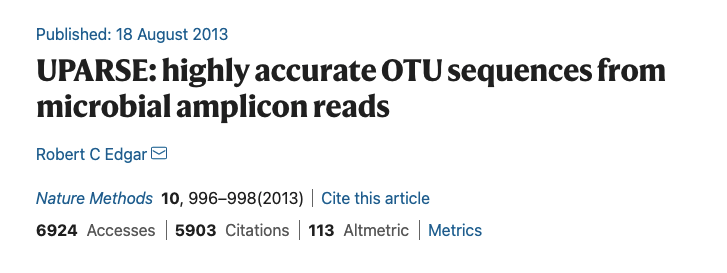 Published: 18 August 2013
UPARSE: highly accurate OTU sequences from
microbial amplicon reads
Robert C Edgar
Nature Methods 10, 996–998(2013) | Cite this article
6924 Accesses | 5903 Citations | 113 Altmetric | Metrics